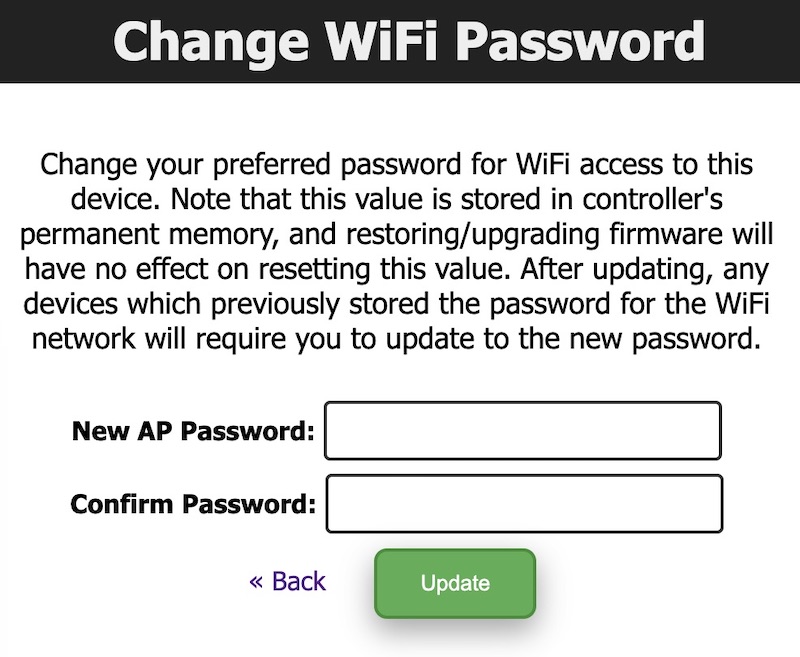 Change WiFi Password
Change your preferred password for WiFi access to this
device. Note that this value is stored in controller's
permanent memory, and restoring/upgrading firmware will
have no effect on resetting this value. After updating, any
devices which previously stored the password for the WiFi
network will require you to update to the new password.
New AP Password:
Confirm Password:
« Back
Update